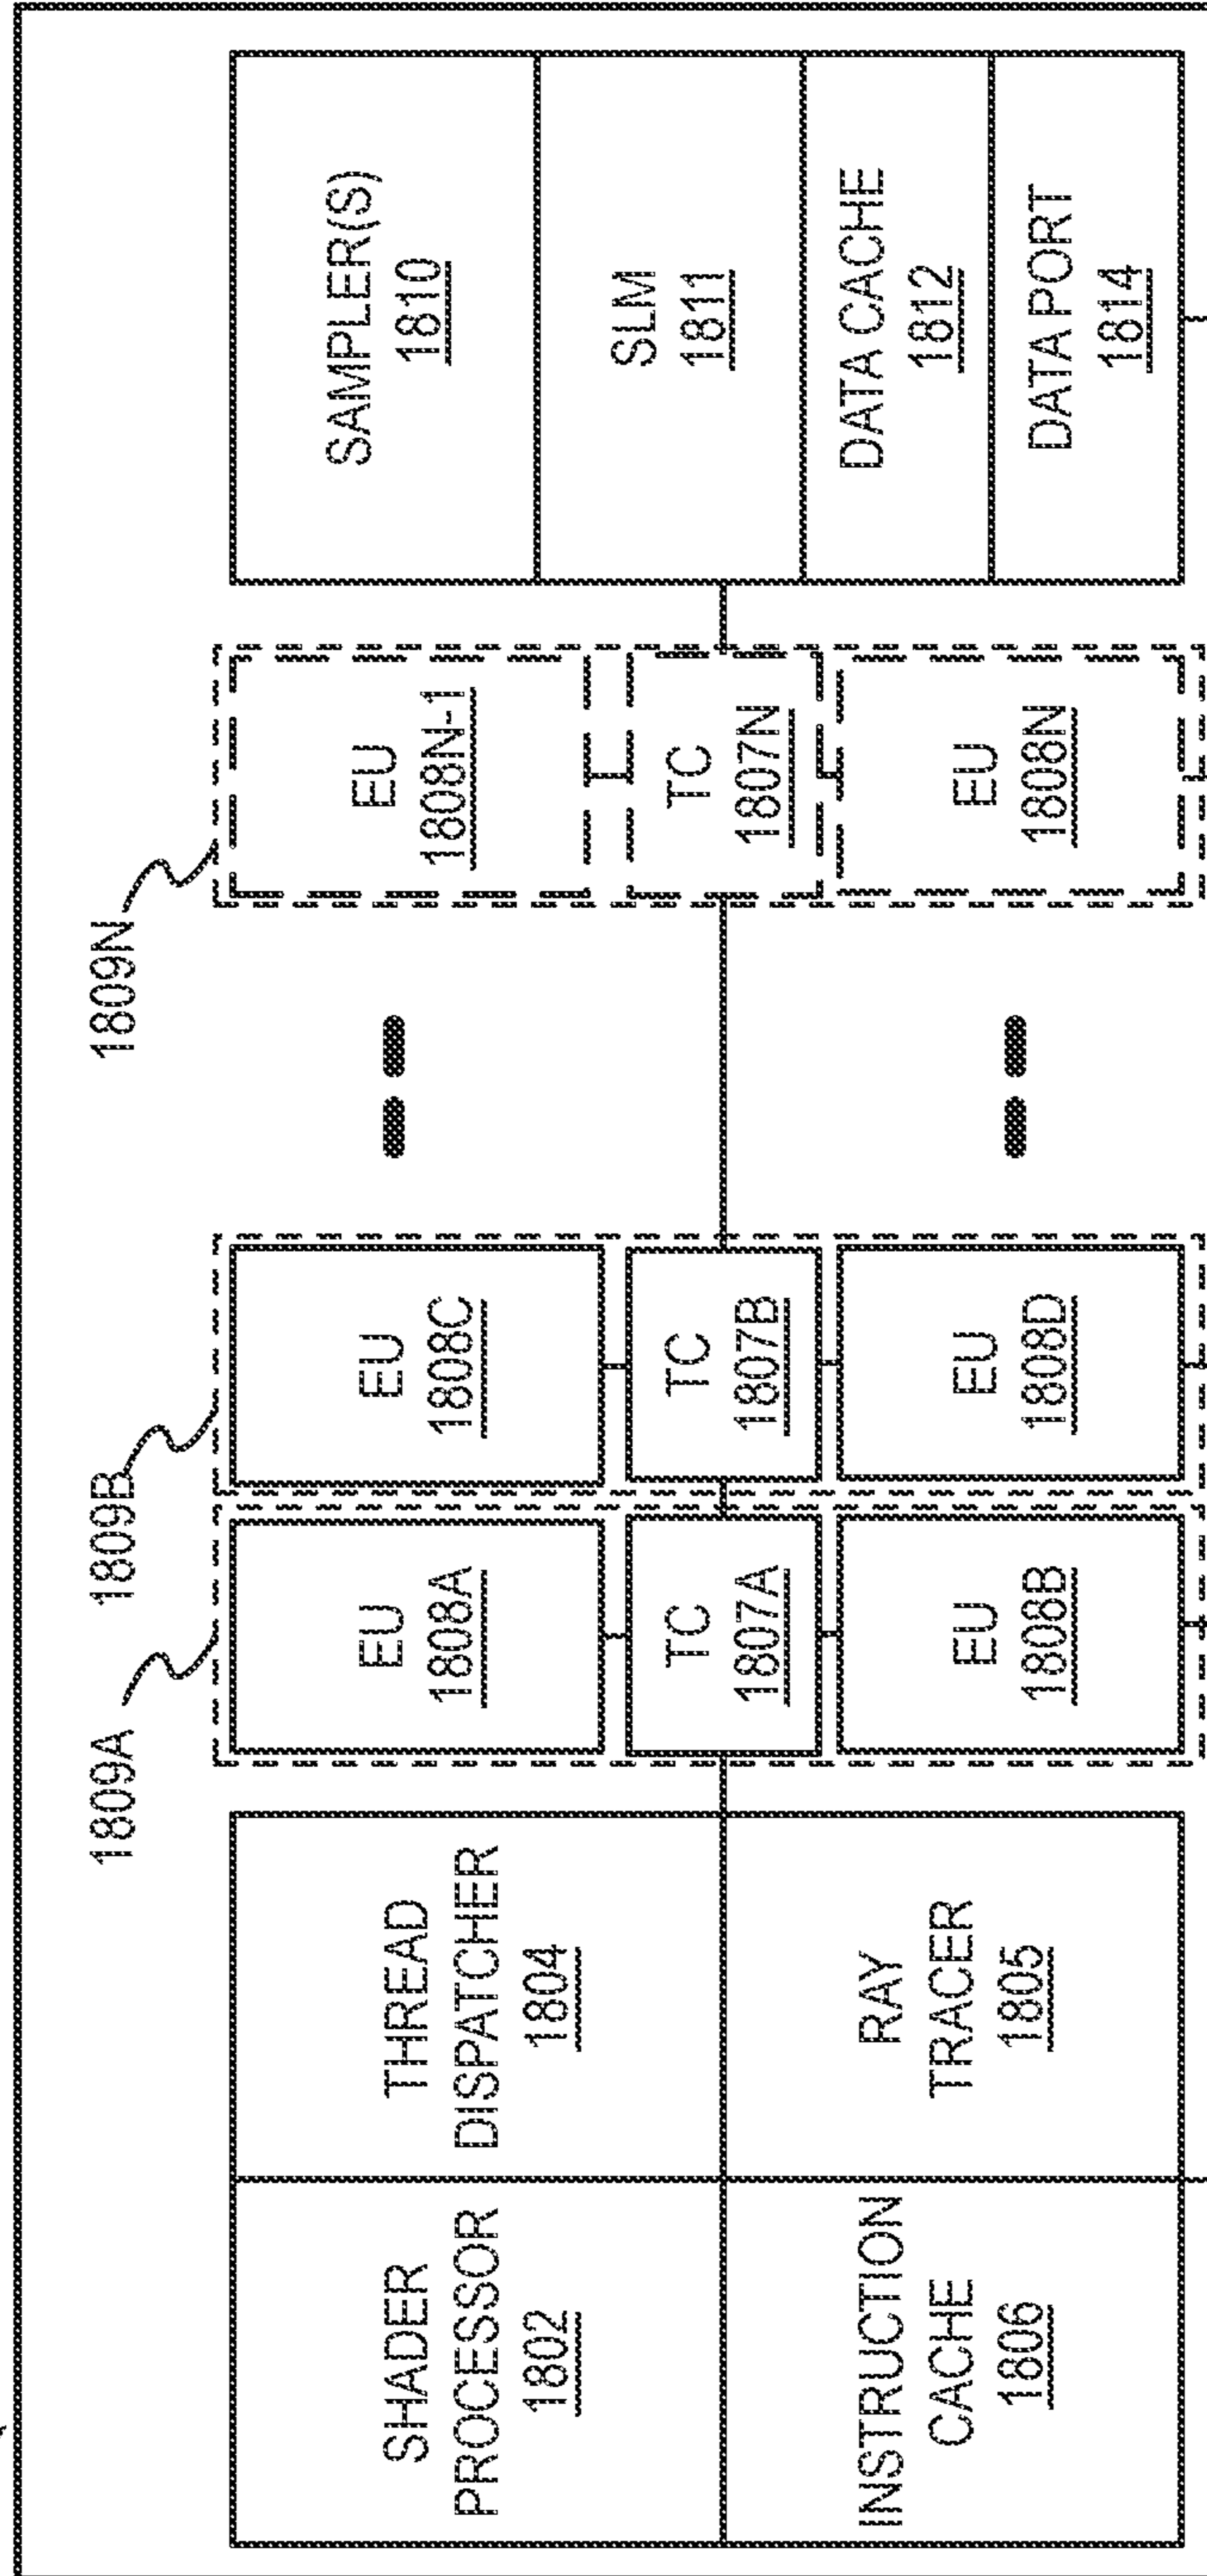 1809A
1809B
1809N
SHADER
PROCESSOR
1802
THREAD
DISPATCHER
1804
INSTRUCTION
CACHE
1806
RAY
TRACER
1805
EU
1808A
TC
1807A
EU
1808B
EU
1808C
TC
1807B
EU
1808D
EU
1808N-1
TC
1807N
EU
1808N
SAMPLER(S)
1810
SLM
1811
DATA CACHE
1812
DATA PORT
1814